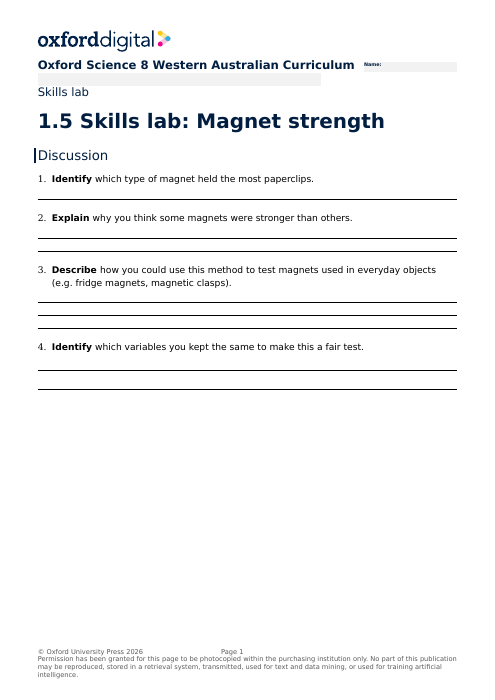 oxforddigital
Oxford Science 8 Western Australian Curriculum Name:
Skills lab
1.5 Skills lab: Magnet strength
Discussion
1. Identify which type of magnet held the most paperclips.
2. Explain why you think some magnets were stronger than others.
3. Describe how you could use this method to test magnets used in everyday objects
(e.g. fridge magnets, magnetic clasps).
4. Identify which variables you kept the same to make this a fair test.
© Oxford University Press 2026 Page 1
Permission has been granted for this page to be photocopied within the purchasing institution only. No part of this publication
may be reproduced, stored in a retrieval system, transmitted, used for text and data mining, or used for training artificial
intelligence.